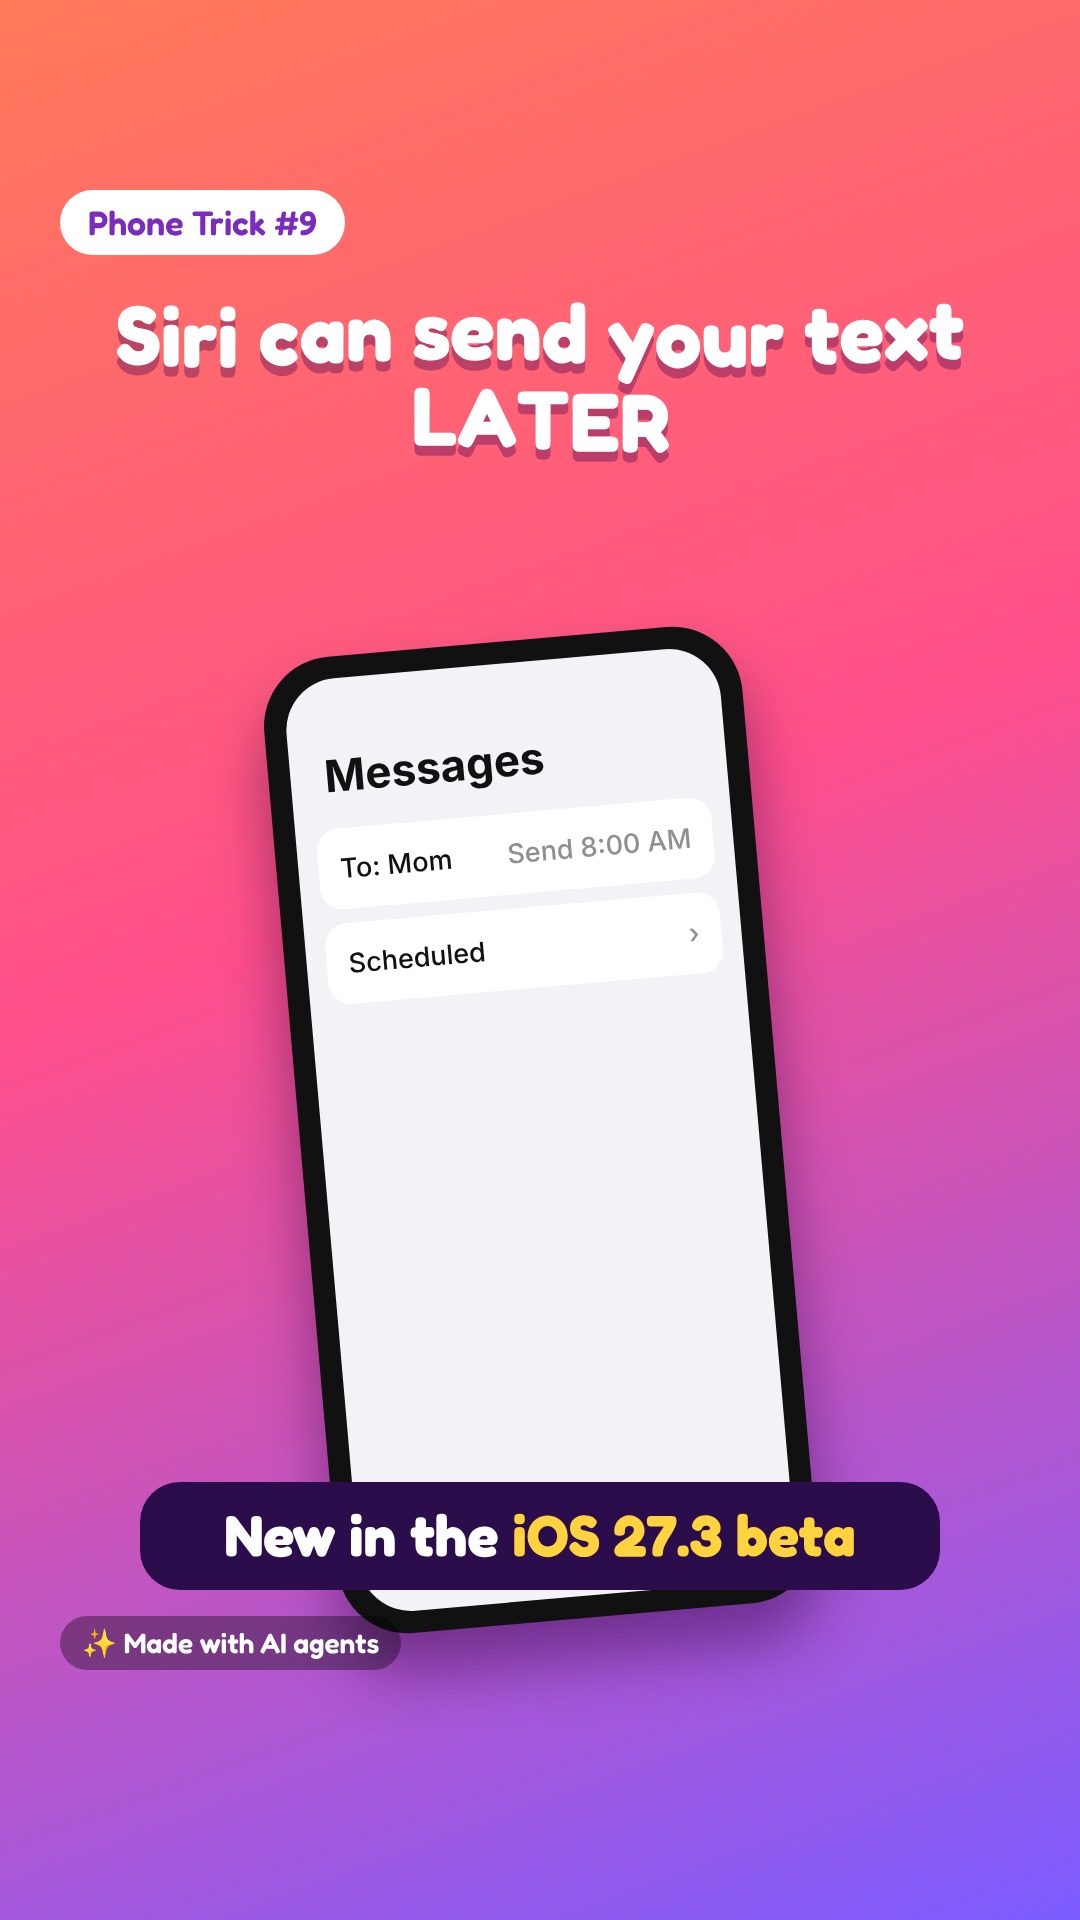 Phone Trick #9
Siri can send your text
LATER
Messages
To: Mom Send 8:00 AM
Scheduled ›
New in the iOS 27.3 beta
✨ Made with AI agents